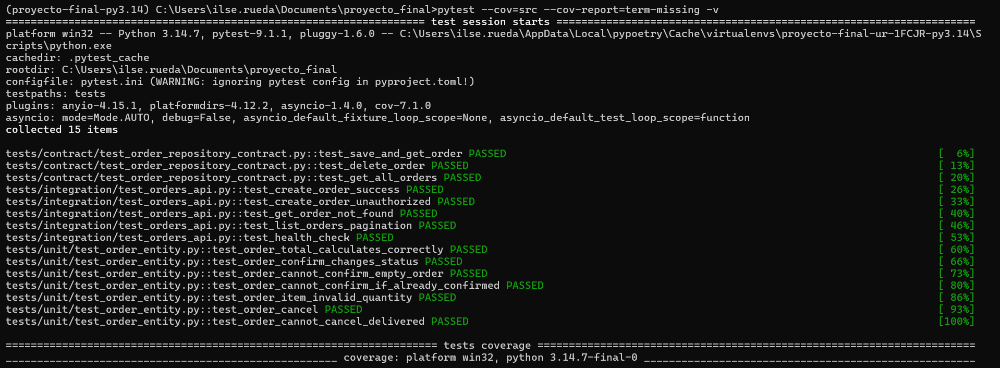 (proyecto-final-py3.14) C:\Users\ilse.rueda\Documents\proyecto_final>pytest --cov=src --cov-report=term-missing -v
=================================================================== test session starts ===================================================================
platform win32 -- Python 3.14.7, pytest-9.1.1, pluggy-1.6.0 -- C:\Users\ilse.rueda\AppData\Local\pypoetry\Cache\virtualenvs\proyecto-final-ur-1FCJR-py3.14\S
cripts\python.exe
cachedir: .pytest_cache
rootdir: C:\Users\ilse.rueda\Documents\proyecto_final
configfile: pytest.ini (WARNING: ignoring pytest config in pyproject.toml!)
testpaths: tests
plugins: anyio-4.15.1, platformdirs-4.12.2, asyncio-1.4.0, cov-7.1.0
asyncio: mode=Mode.AUTO, debug=False, asyncio_default_fixture_loop_scope=None, asyncio_default_test_loop_scope=function
collected 15 items
tests/contract/test_order_repository_contract.py::test_save_and_get_order PASSED [  6%]
tests/contract/test_order_repository_contract.py::test_delete_order PASSED [ 13%]
tests/contract/test_order_repository_contract.py::test_get_all_orders PASSED [ 20%]
tests/integration/test_orders_api.py::test_create_order_success PASSED [ 26%]
tests/integration/test_orders_api.py::test_create_order_unauthorized PASSED [ 33%]
tests/integration/test_orders_api.py::test_get_order_not_found PASSED [ 40%]
tests/integration/test_orders_api.py::test_list_orders_pagination PASSED [ 46%]
tests/integration/test_orders_api.py::test_health_check PASSED [ 53%]
tests/unit/test_order_entity.py::test_order_total_calculates_correctly PASSED [ 60%]
tests/unit/test_order_entity.py::test_order_confirm_changes_status PASSED [ 66%]
tests/unit/test_order_entity.py::test_order_cannot_confirm_empty_order PASSED [ 73%]
tests/unit/test_order_entity.py::test_order_cannot_confirm_if_already_confirmed PASSED [ 80%]
tests/unit/test_order_entity.py::test_order_item_invalid_quantity PASSED [ 86%]
tests/unit/test_order_entity.py::test_order_cancel PASSED [ 93%]
tests/unit/test_order_entity.py::test_order_cannot_cancel_delivered PASSED [100%]
===================================================================== tests coverage ======================================================================
_____________________________________________________ coverage: platform win32, python 3.14.7-final-0 _____________________________________________________